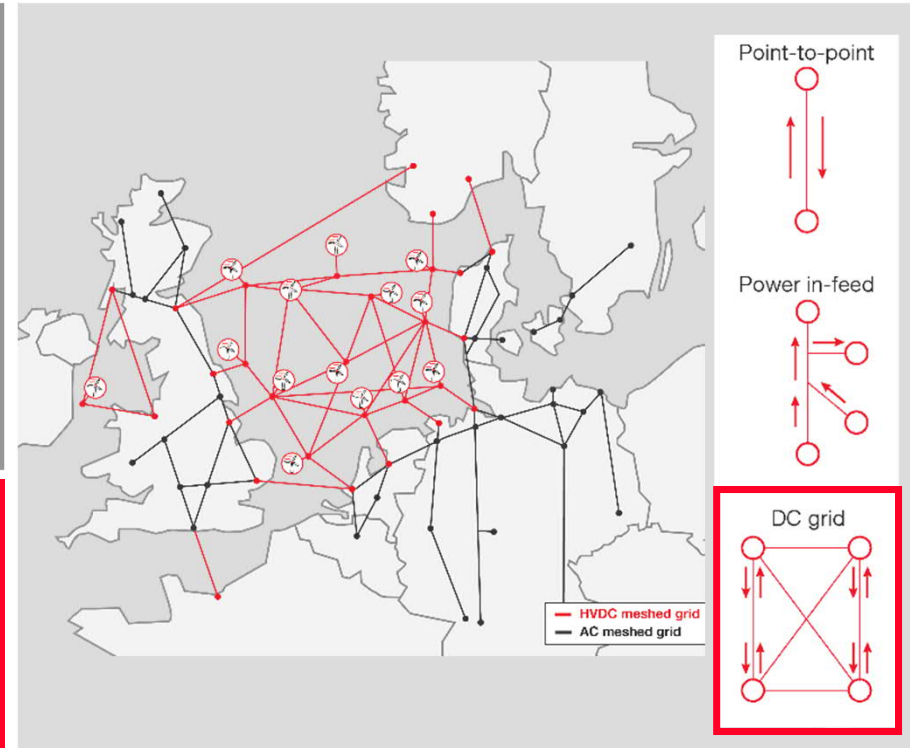 Point-to-point
Power in-feed
DC grid
HVDC meshed grid
AC meshed grid